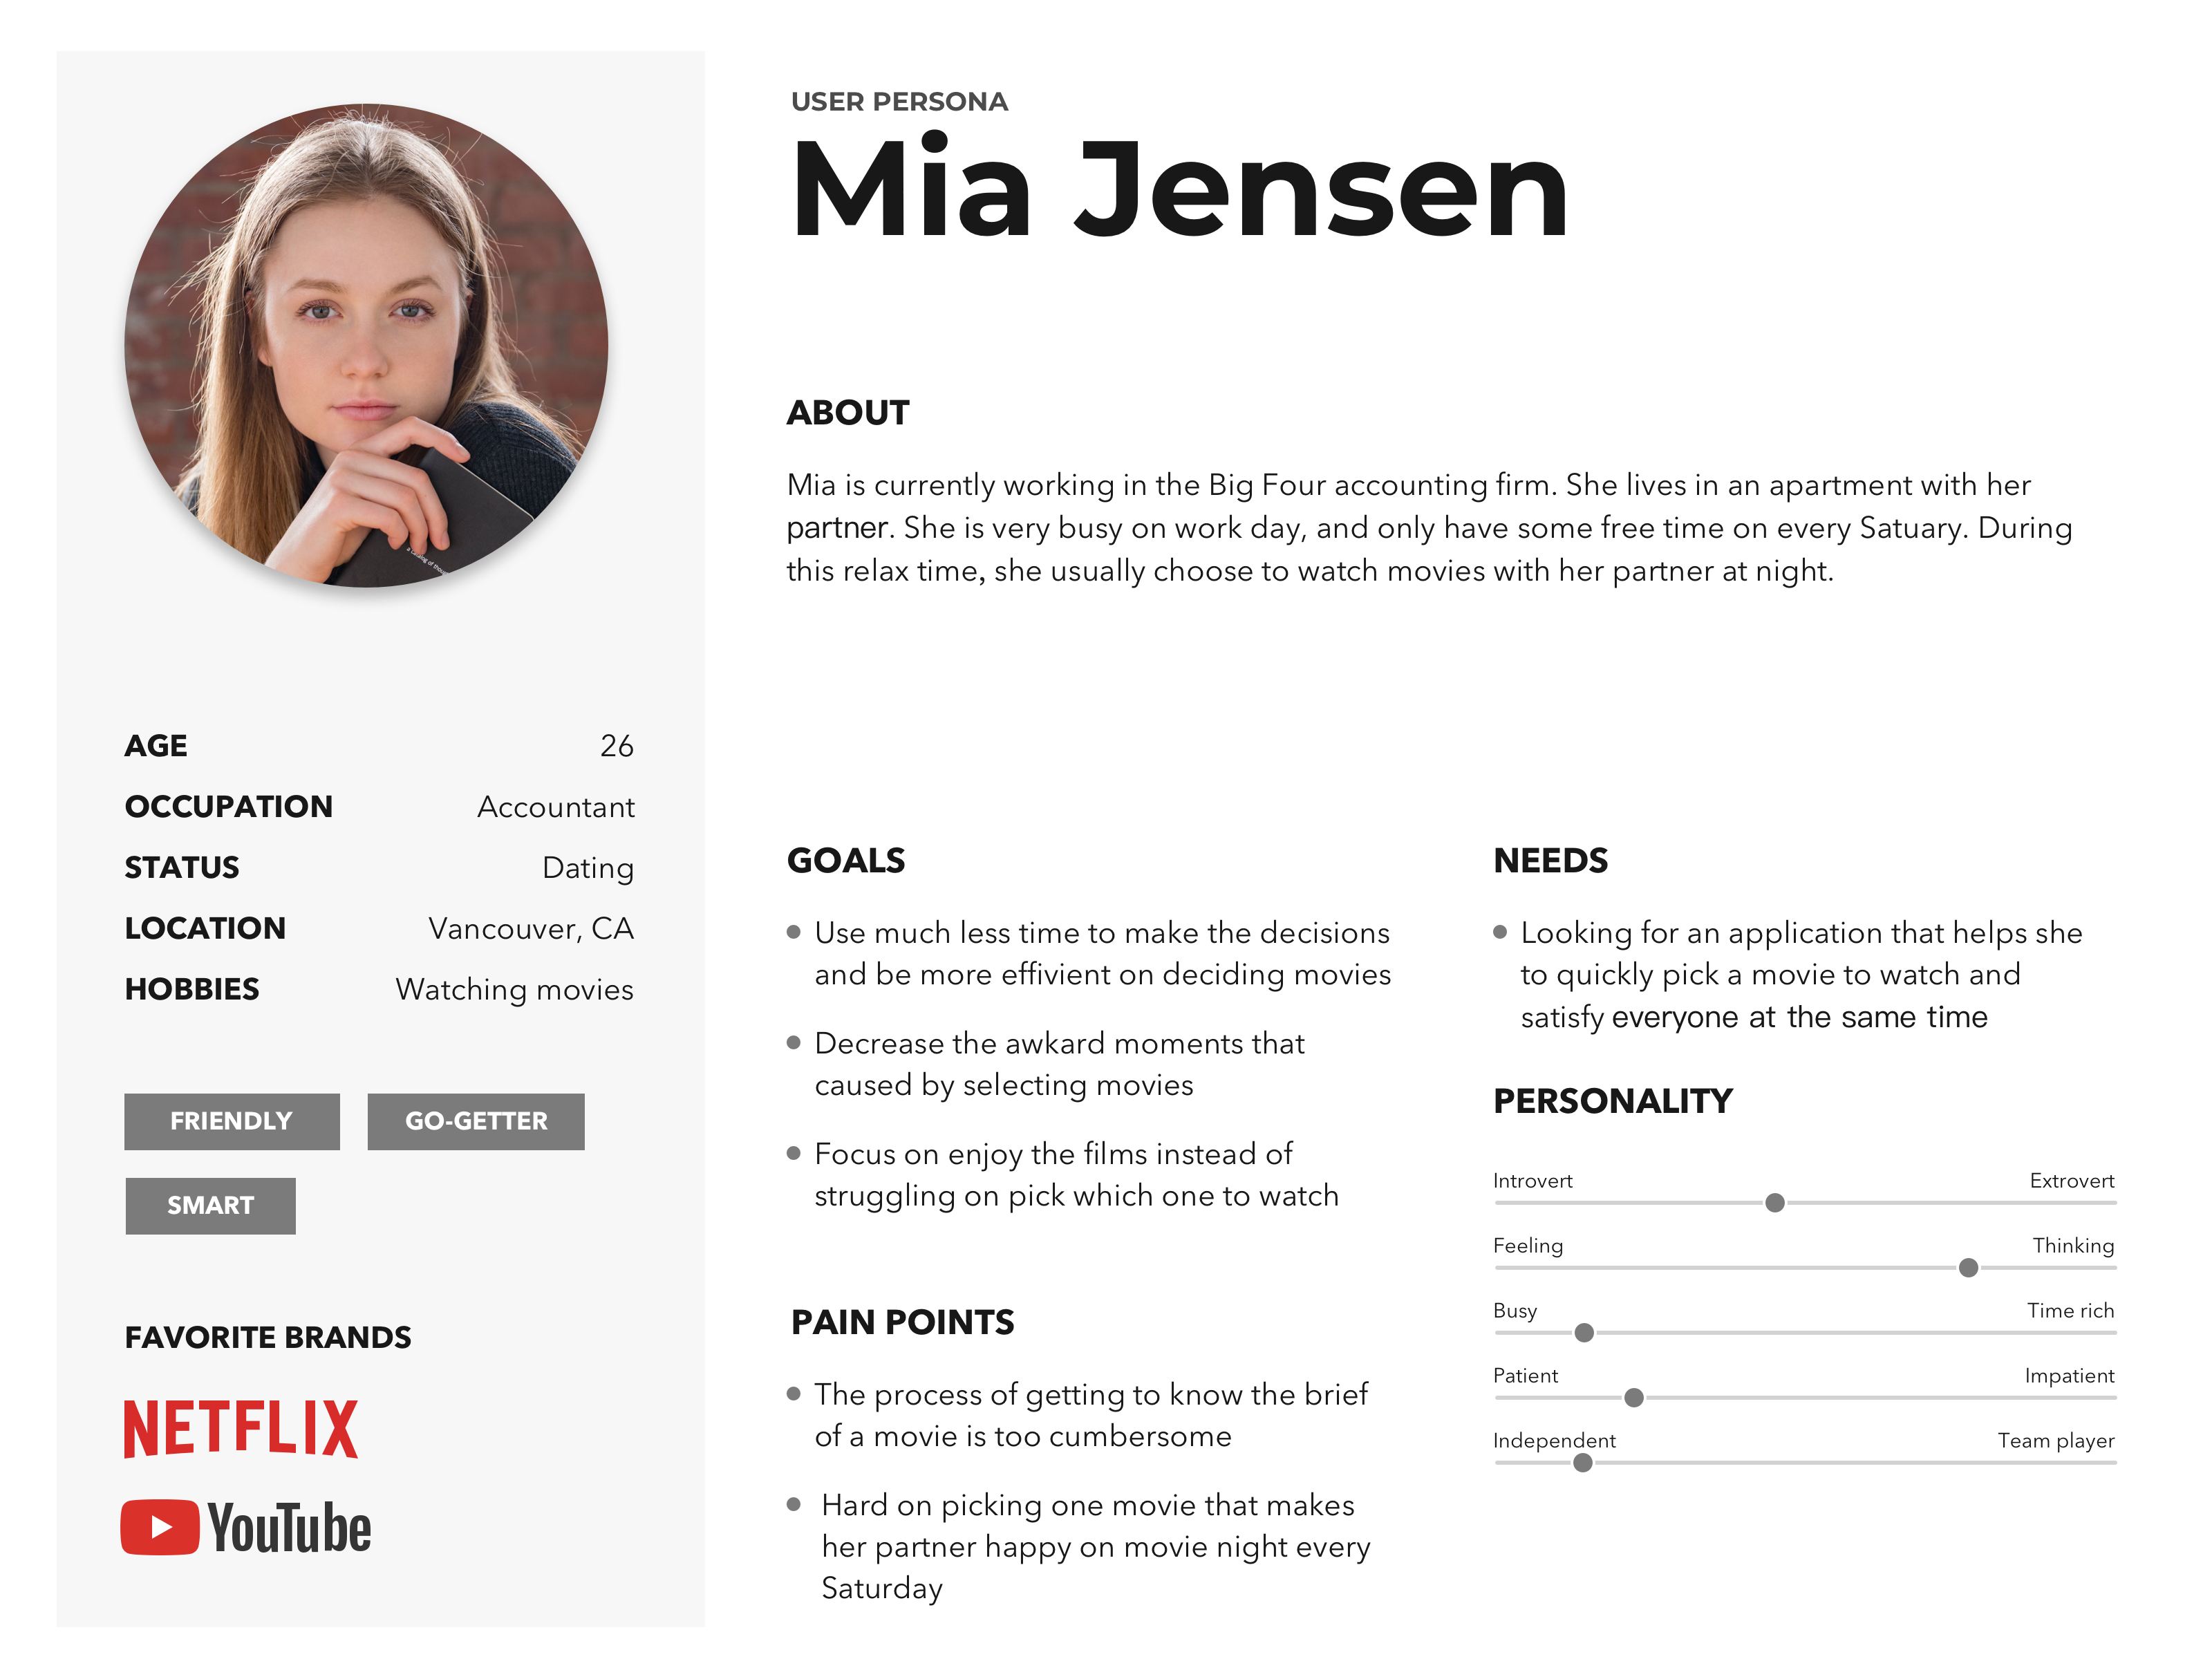 USER PERSONA
Mia Jensen
ABOUT
Mia is currently working in the Big Four accounting firm. She lives in an apartment with her
partner. She is very busy on work day, and only have some free time on every Satuary. During
this relax time, she usually choose to watch movies with her partner at night.
AGE 26
OCCUPATION Accountant
STATUS Dating
LOCATION Vancouver, CA
HOBBIES Watching movies
FRIENDLY GO-GETTER
SMART
FAVORITE BRANDS
NETFLIX
YouTube
GOALS
Use much less time to make the decisions
and be more effivient on deciding movies
Decrease the awkard moments that
caused by selecting movies
Focus on enjoy the films instead of
struggling on pick which one to watch
PAIN POINTS
The process of getting to know the brief
of a movie is too cumbersome
Hard on picking one movie that makes
her partner happy on movie night every
Saturday
NEEDS
Looking for an application that helps she
to quickly pick a movie to watch and
satisfy everyone at the same time
PERSONALITY
Introvert Extrovert
Feeling Thinking
Busy Time rich
Patient Impatient
Independent Team player